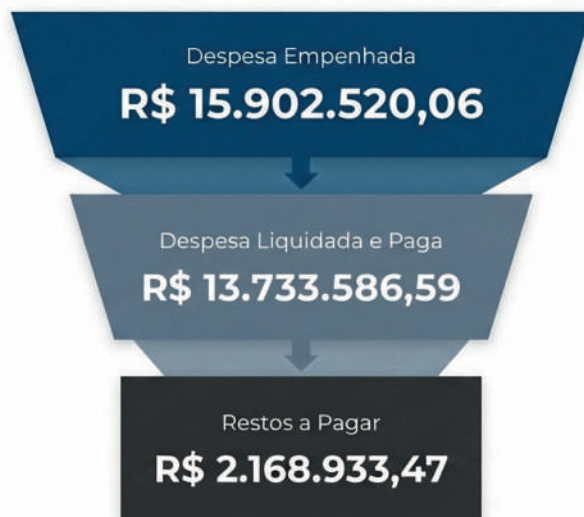 Despesa Empenhada
R$ 15.902.520,06
Despesa Liquidada e Paga
R$ 13.733.586,59
Restos a Pagar
R$ 2.168.933,47